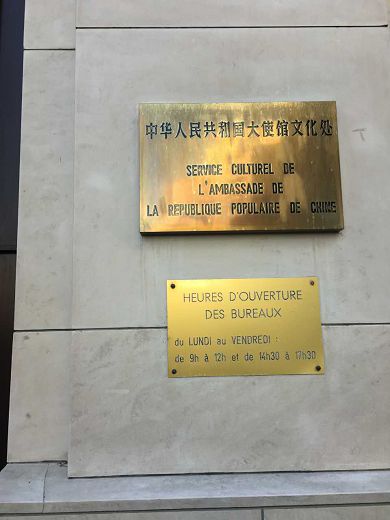 中华人民共和国大使馆文化处
SERVICE CULTUREL DE
L'AMBASSADE DE
LA REPUBLIQUE POPULAIRE DE CHINE
HEURES D'OUVERTURE
DES BUREAUX
du LUNDI au VENDREDI :
de 9h à 12h et de 14h30 à 17h30